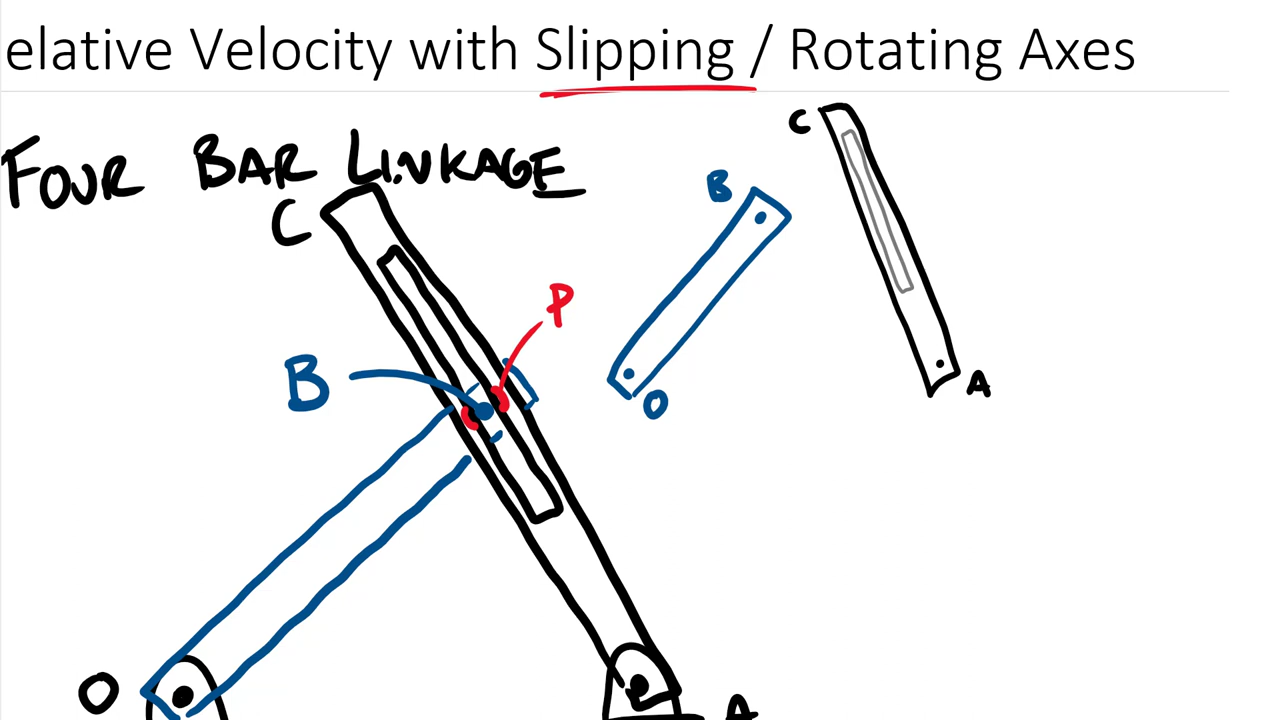 elative Velocity with Slipping / Rotating Axes
FOUR BAR LINKAGE
C
B
P
O
A
B
O
C
A